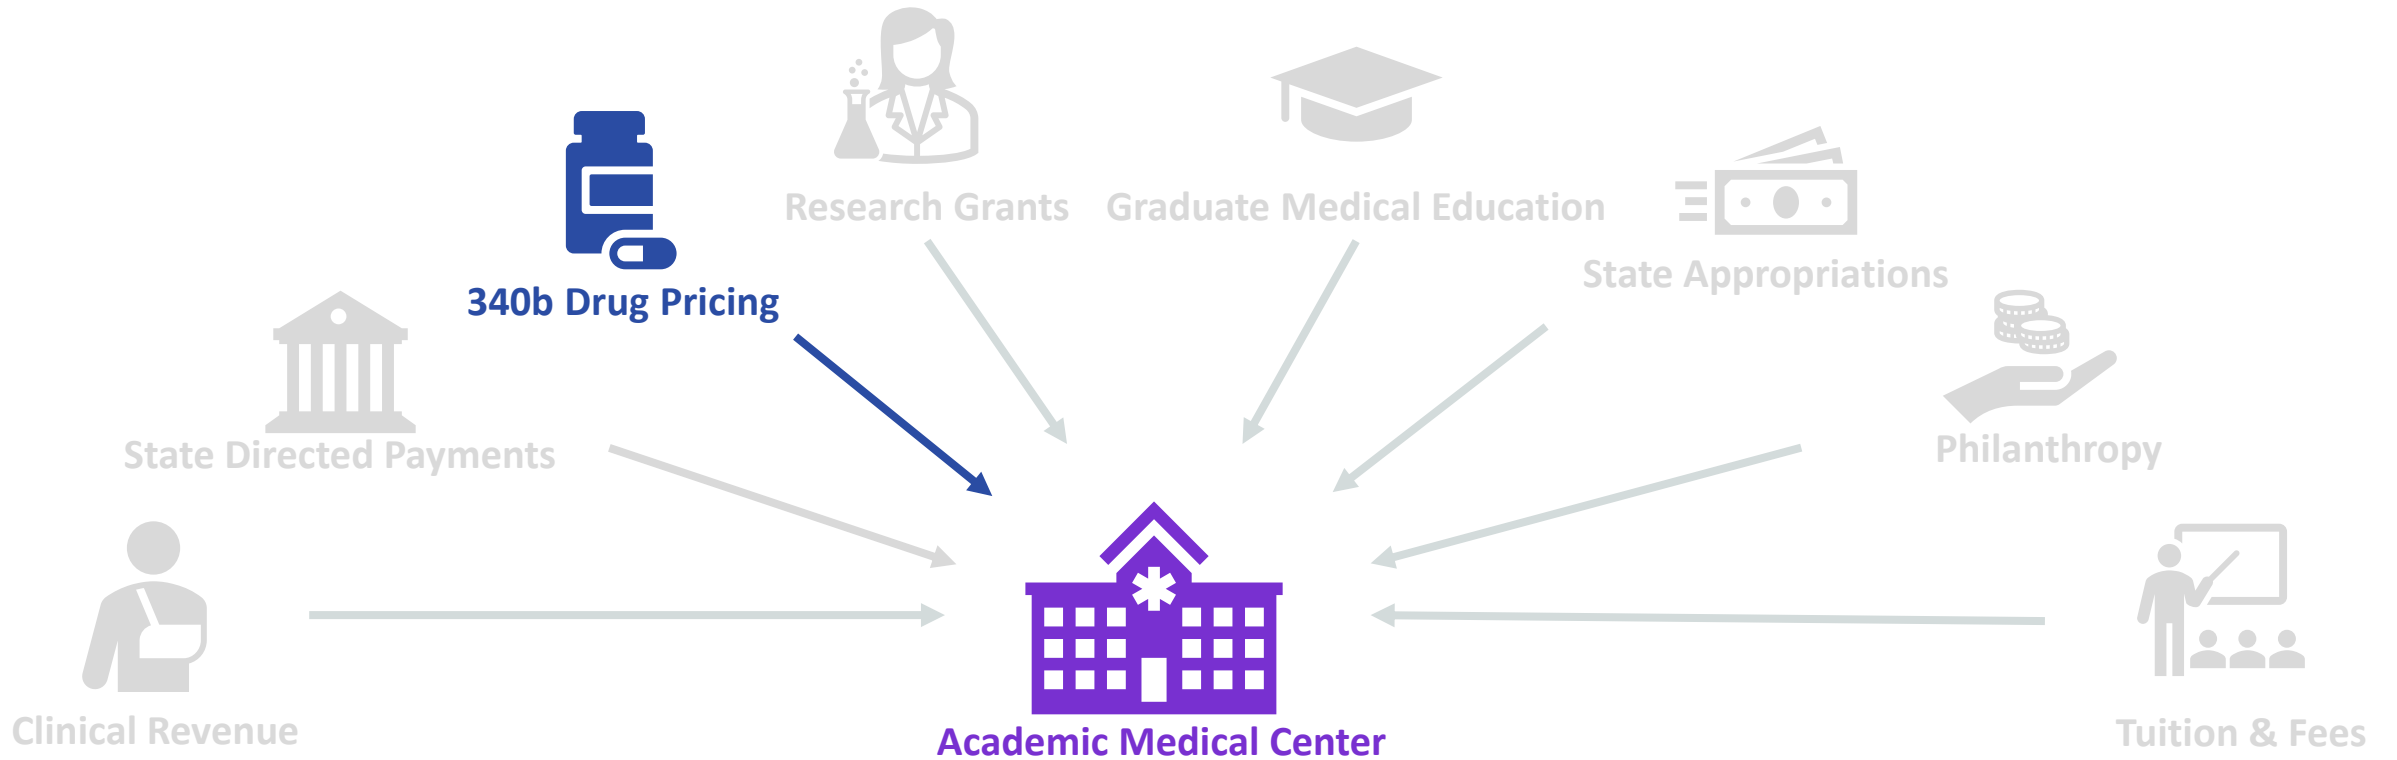 Research Grants
Graduate Medical Education
State Appropriations
340b Drug Pricing
State Directed Payments
Philanthropy
Clinical Revenue
Academic Medical Center
Tuition & Fees